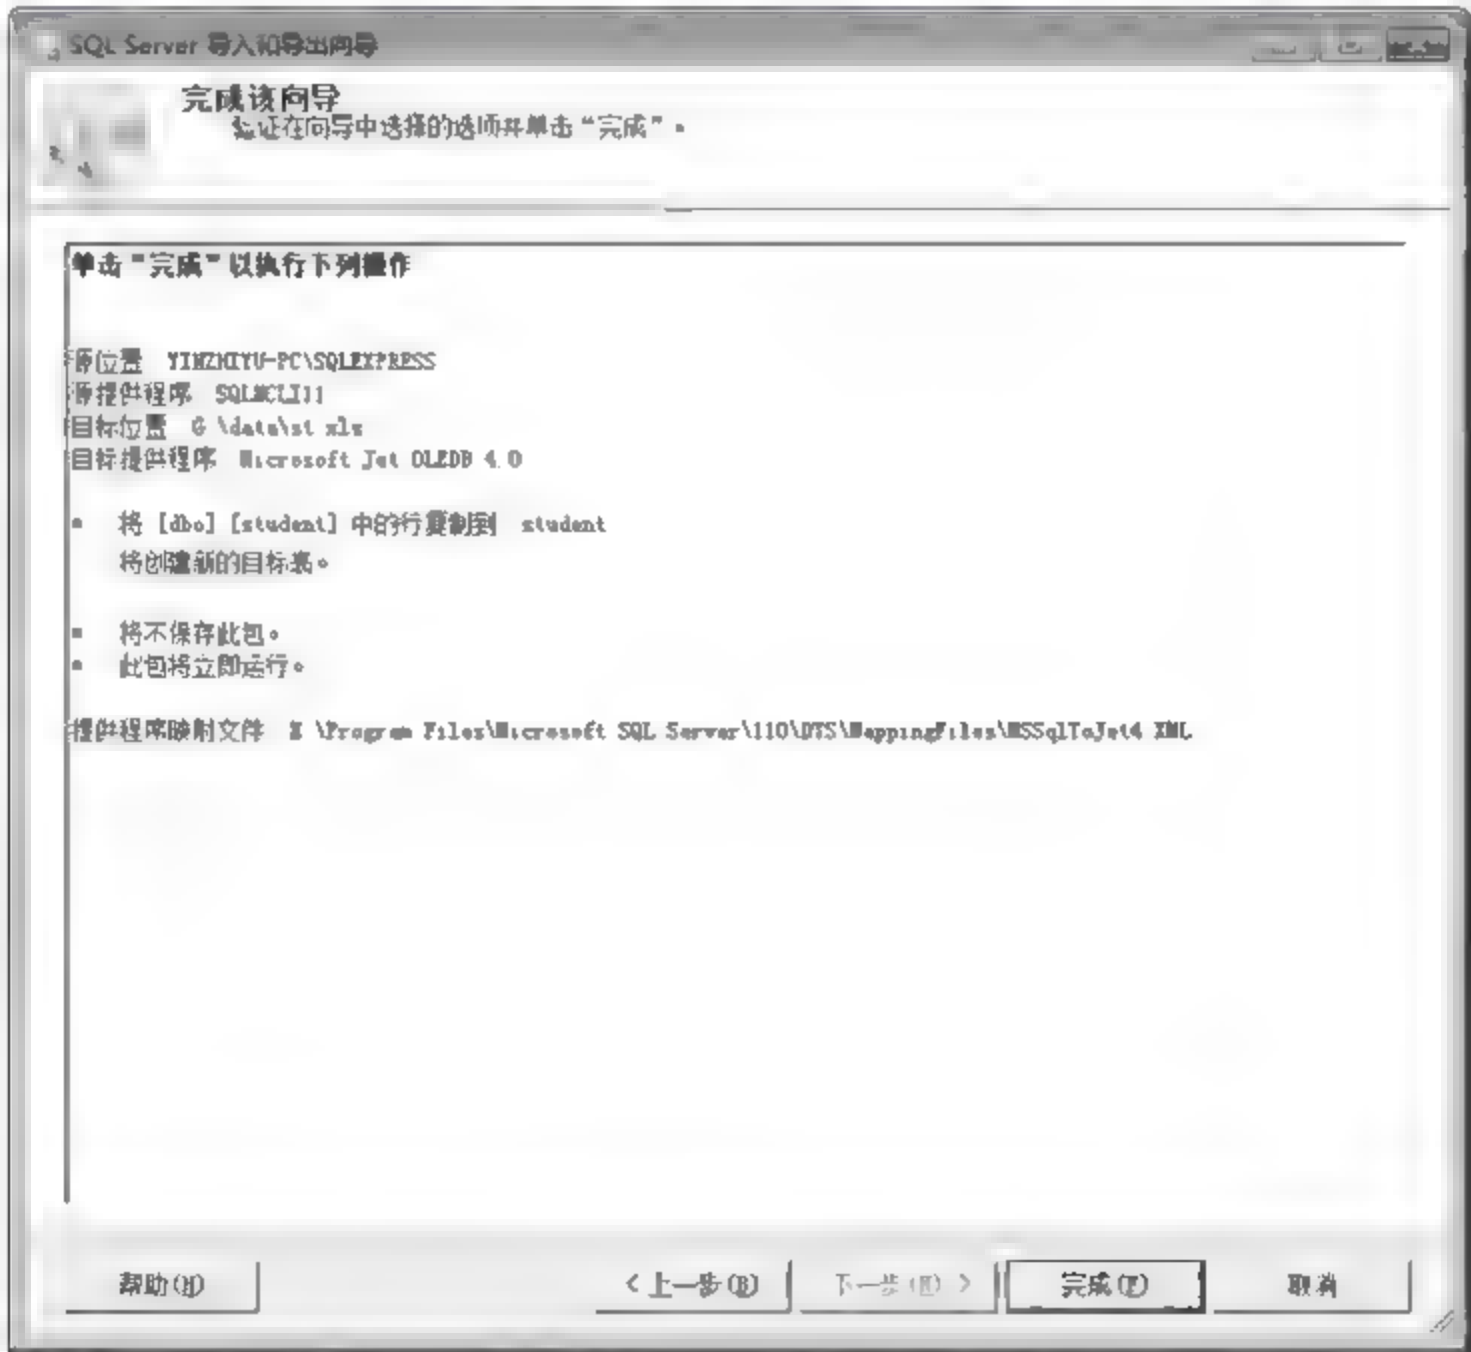 SQL Server 导入和导出向导
完成该向导
验证在向导中选择的选项并单击“完成”。
单击“完成”以执行下列操作
源位置 YINZHIYU-PC\SQLEXPRESS
源提供程序 SQLNCLI11
目标位置 G \data\st xls
目标提供程序 Microsoft Jet OLEDB 4.0
将 [dbo] [student] 中的行复制到 student
将创建新的目标表。
将不保存此包。
此包将立即运行。
提供程序映射文件 \Program Files\Microsoft SQL Server\110\DTS\MappingFiles\MSSqlToJet4 XML
帮助(H)
<上一步(B)
下一步(N) >
完成(F)
取消